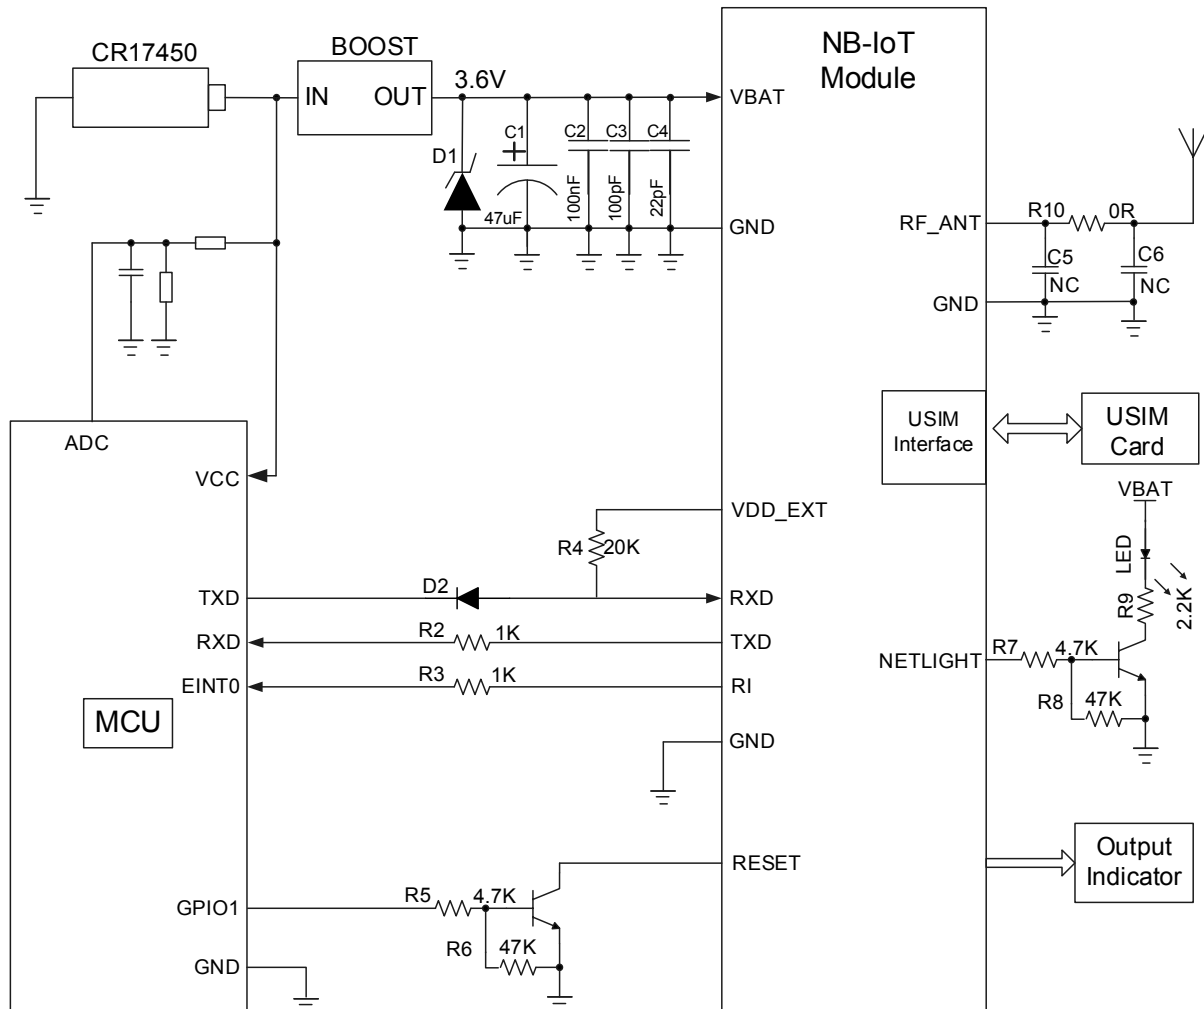 CR17450
BOOST
IN
OUT
3.6V
NB-IoT
Module
VBAT
D1
C1
47uF
C2
100nF
C3
100pF
C4
22pF
GND
RF_ANT
R10
0R
C5
NC
C6
NC
GND
ADC
VCC
USIM
Interface
USIM
Card
VDD_EXT
R4
20K
VBAT
LED
R9
2.2K
TXD
D2
RXD
RXD
R2
1K
TXD
EINT0
R3
1K
RI
NETLIGHT
R7
4.7K
R8
47K
MCU
GND
RESET
Output
Indicator
GPIO1
R5
4.7K
R6
47K
GND